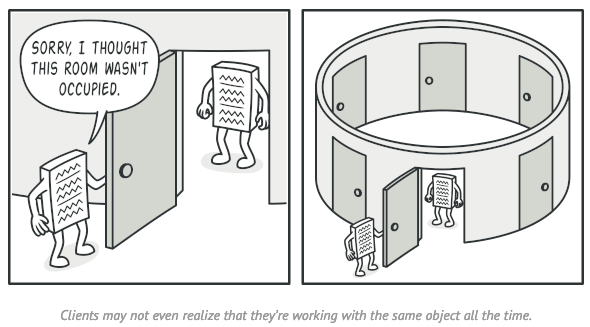 SORRY, I THOUGHT
THIS ROOM WASN'T
OCCUPIED.
Clients may not even realize that they're working with the same object all the time.